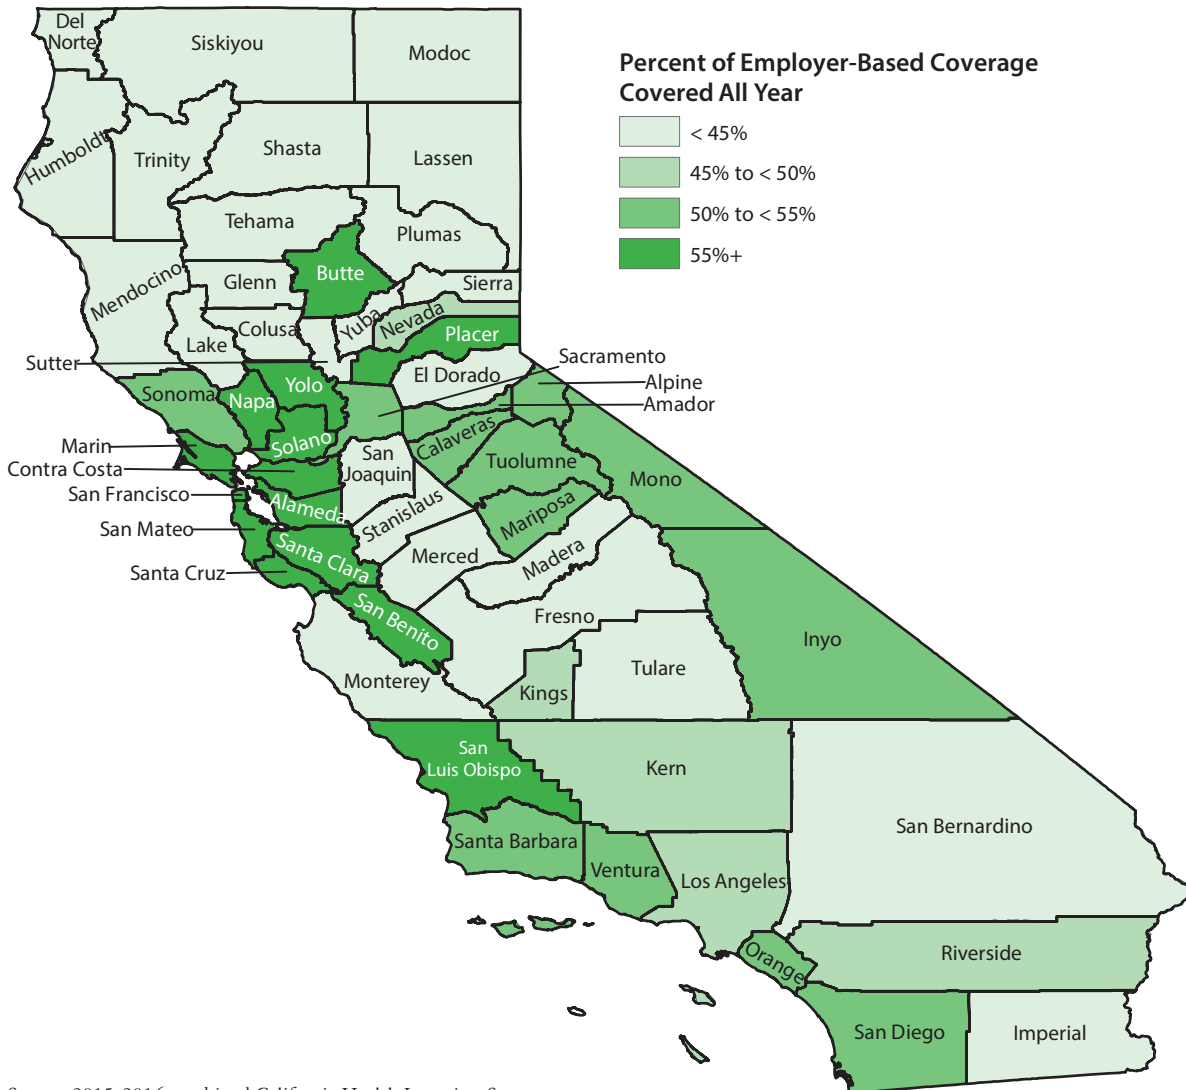 Del
Norte
Siskiyou
Modoc
Percent of Employer-Based Coverage
Covered All Year
< 45%
45% to < 50%
50% to < 55%
55%+
Humboldt
Trinity
Shasta
Lassen
Tehama
Plumas
Butte
Mendocino
Glenn
Sierra
Yuba
Nevada
Colusa
Lake
Placer
Sutter
Sacramento
El Dorado
Alpine
Amador
Sonoma
Yolo
Napa
Solano
Calaveras
Marin
Contra Costa
San
Joaquin
Tuolumne
Mono
San Francisco
Alameda
Stanislaus
Mariposa
San Mateo
Santa Clara
Merced
Madera
Santa Cruz
San Benito
Fresno
Inyo
Monterey
Kings
Tulare
San
Luis Obispo
Kern
San Bernardino
Santa Barbara
Ventura
Los Angeles
Orange
Riverside
San Diego
Imperial